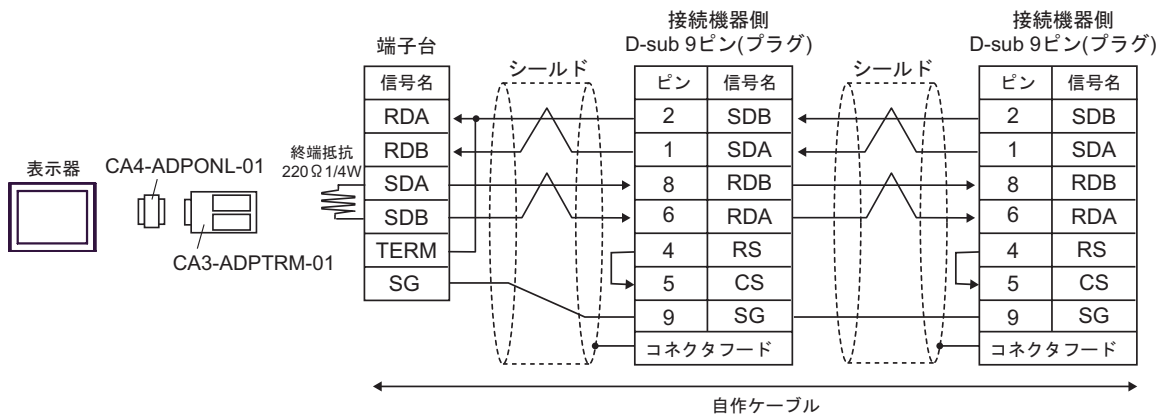 表示器
CA4-ADPONL-01
CA3-ADPTRM-01
終端抵抗
220Ω1/4W
端子台
信号名
RDA
RDB
SDA
SDB
TERM
SG
シールド
接続機器側
D-sub 9ピン(プラグ)
ピン 信号名
2 SDB
1 SDA
8 RDB
6 RDA
4 RS
5 CS
9 SG
コネクタフード
シールド
接続機器側
D-sub 9ピン(プラグ)
ピン 信号名
2 SDB
1 SDA
8 RDB
6 RDA
4 RS
5 CS
9 SG
コネクタフード
自作ケーブル